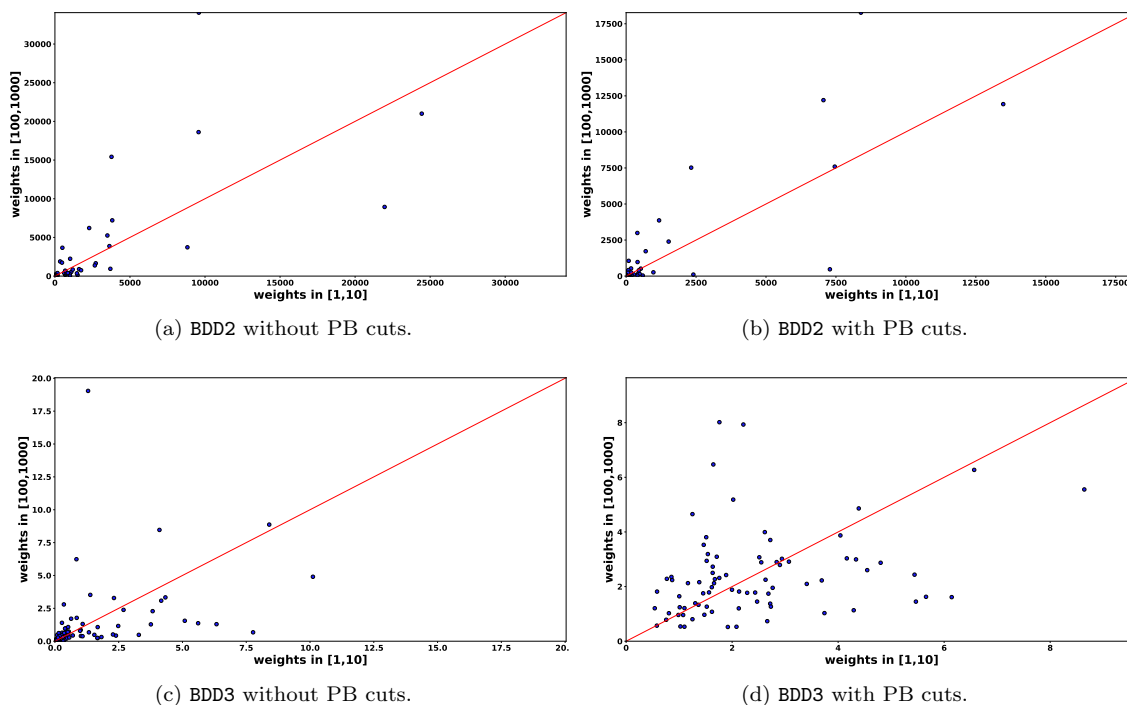 30000
25000
20000
15000
10000
5000
0
weights in [100,1000]
0 5000 10000 15000 20000 25000 30000
weights in [1,10]
(a) BDD2 without PB cuts.
17500
15000
12500
10000
7500
5000
2500
0
weights in [100,1000]
0 2500 5000 7500 10000 12500 15000 17500
weights in [1,10]
(b) BDD2 with PB cuts.
20.0
17.5
15.0
12.5
10.0
7.5
5.0
2.5
0.0
weights in [100,1000]
0.0 2.5 5.0 7.5 10.0 12.5 15.0 17.5 20.0
weights in [1,10]
(c) BDD3 without PB cuts.
8
6
4
2
0
weights in [100,1000]
0 2 4 6 8
weights in [1,10]
(d) BDD3 with PB cuts.